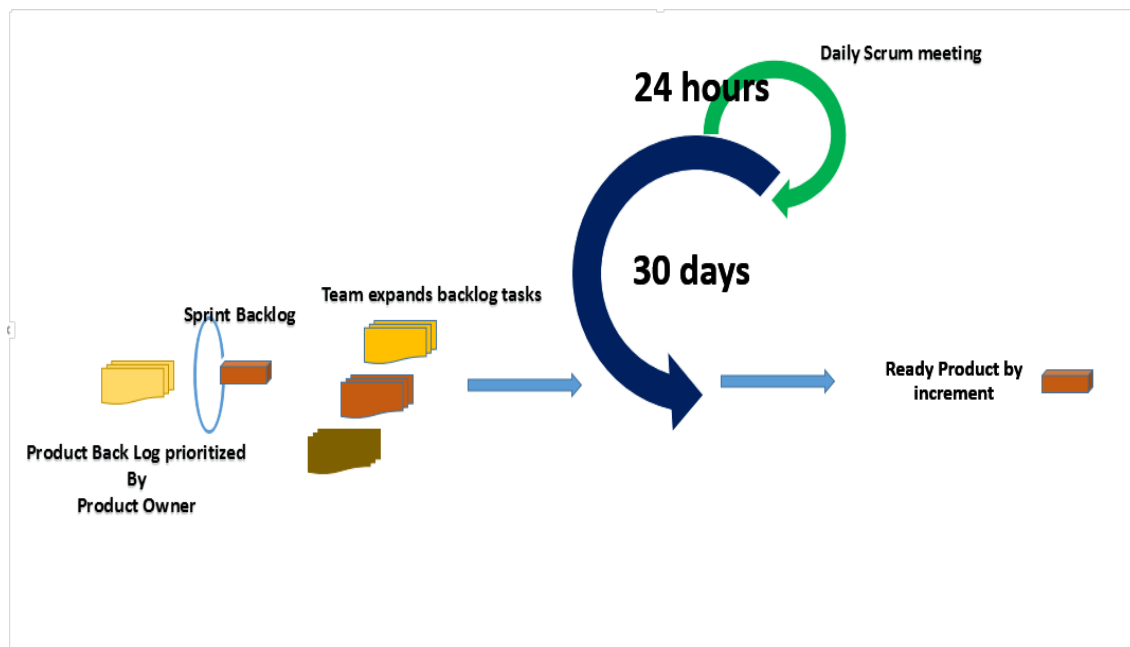 Daily Scrum meeting
24 hours
30 days
Team expands backlog tasks
Sprint Backlog
Product Back Log prioritized
By
Product Owner
Ready Product by
increment